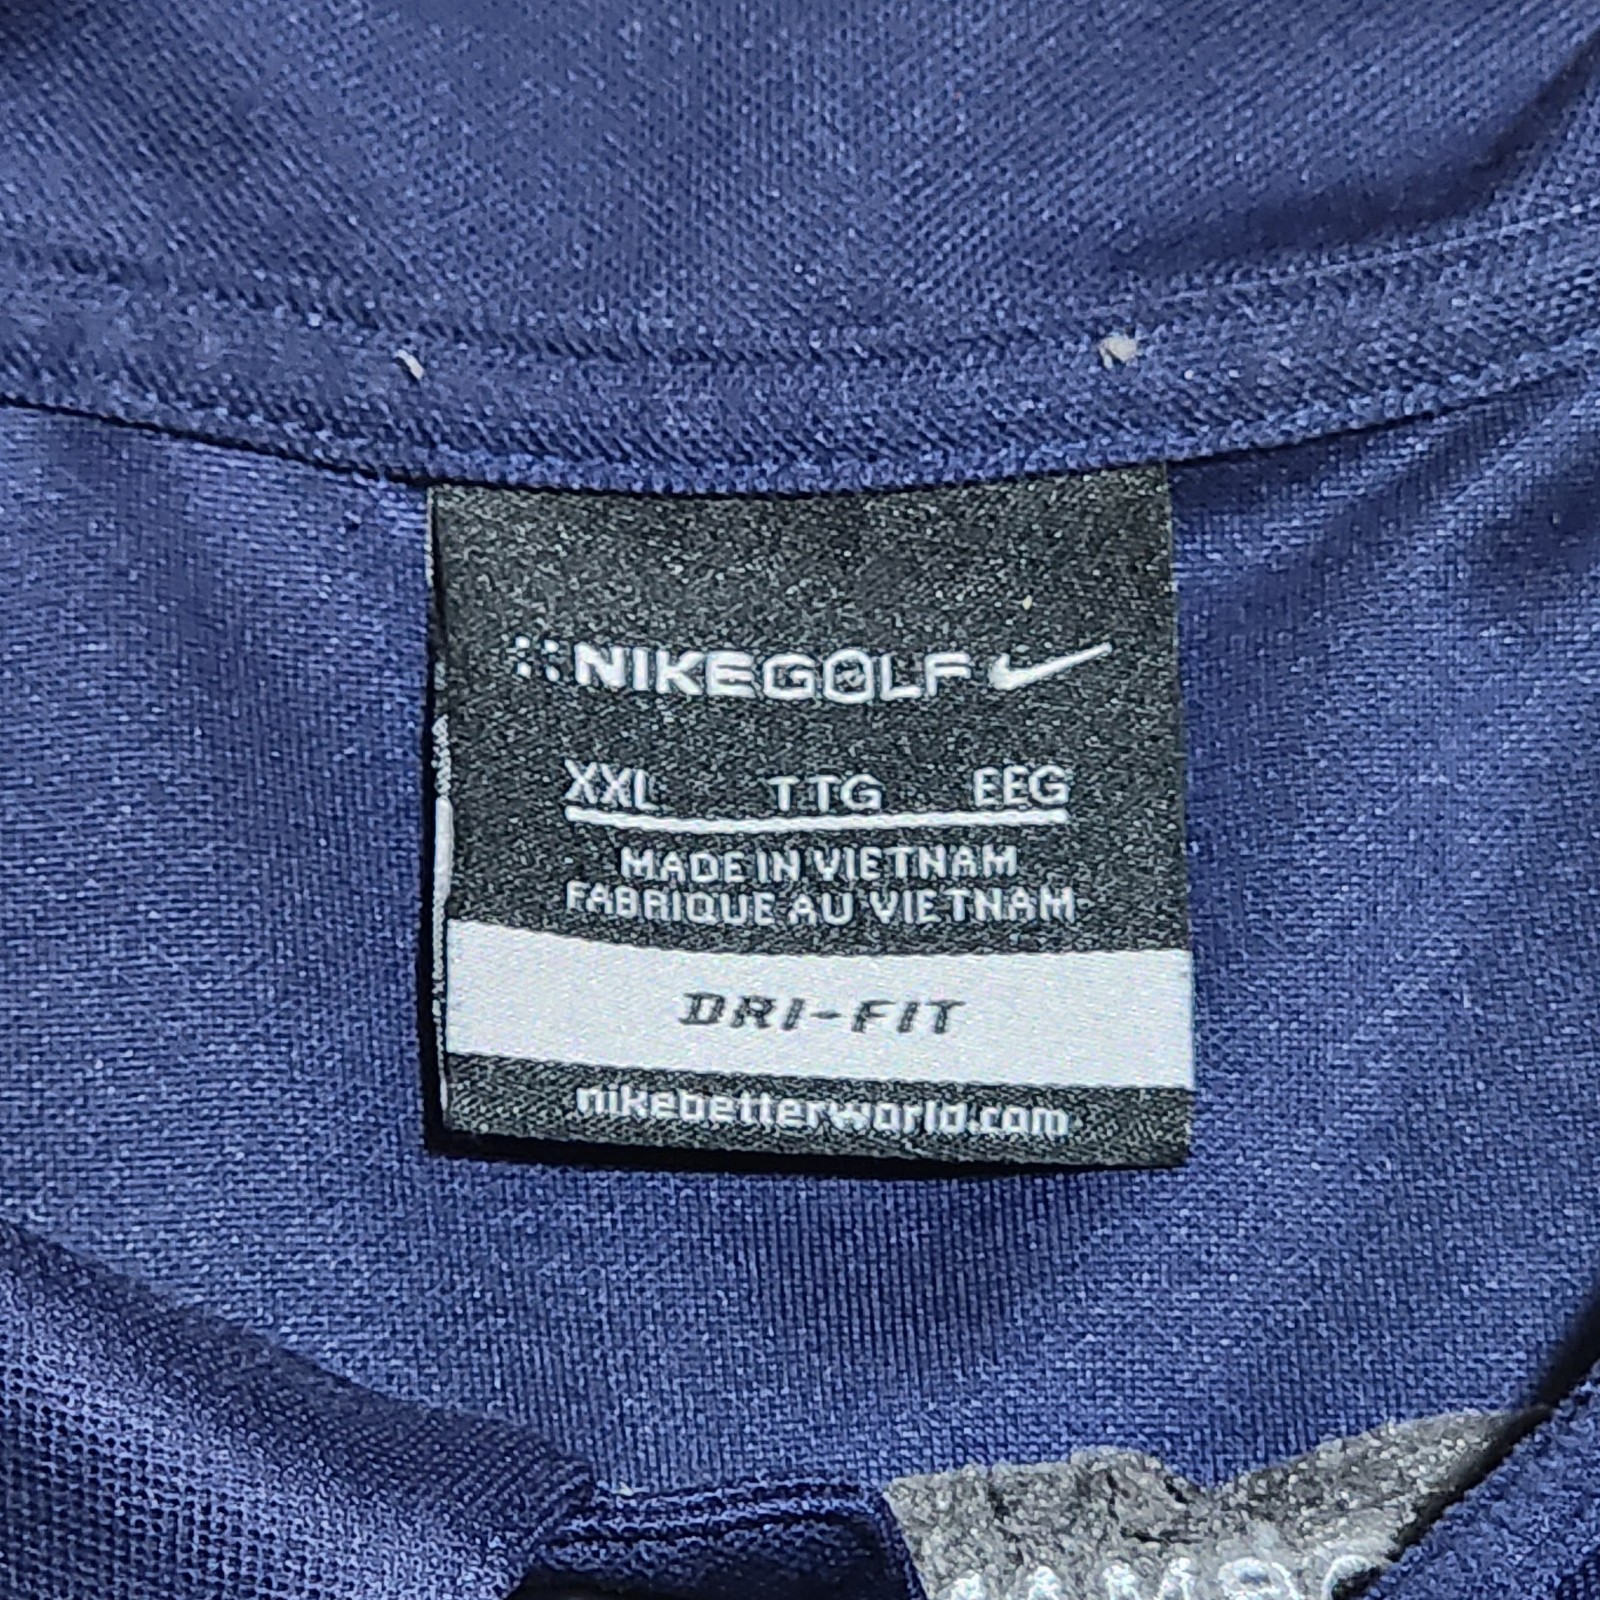 NIKEGOLF
XXL TTG EEG
MADE IN VIETNAM
FABRIQUE AU VIETNAM
DRI-FIT
nikebetterworld.com